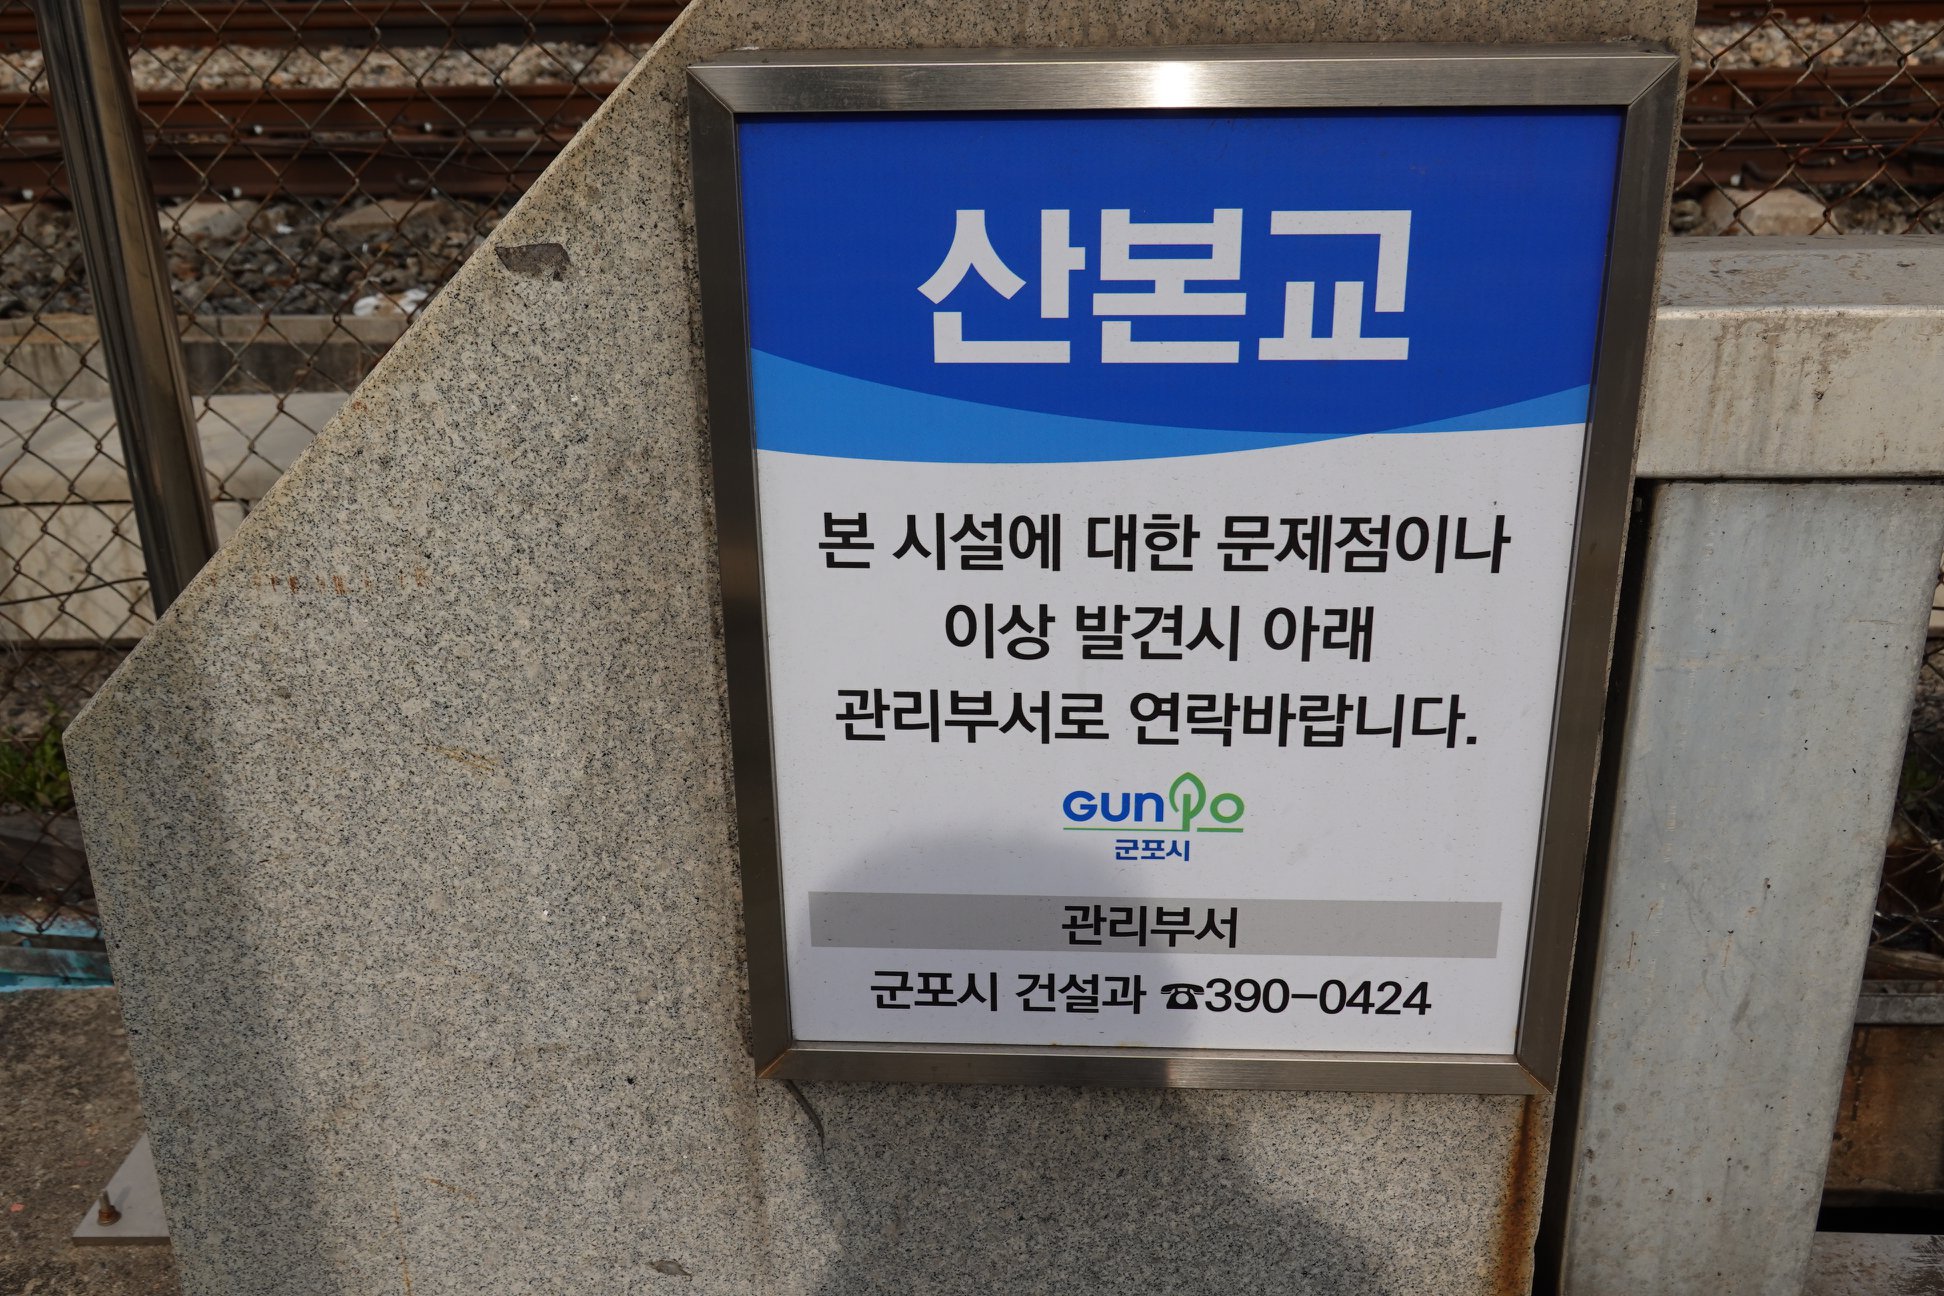 산본교
본 시설에 대한 문제점이나
이상 발견시 아래
관리부서로 연락바랍니다.
GUNPO
군포시
관리부서
군포시 건설과 ☎390-0424